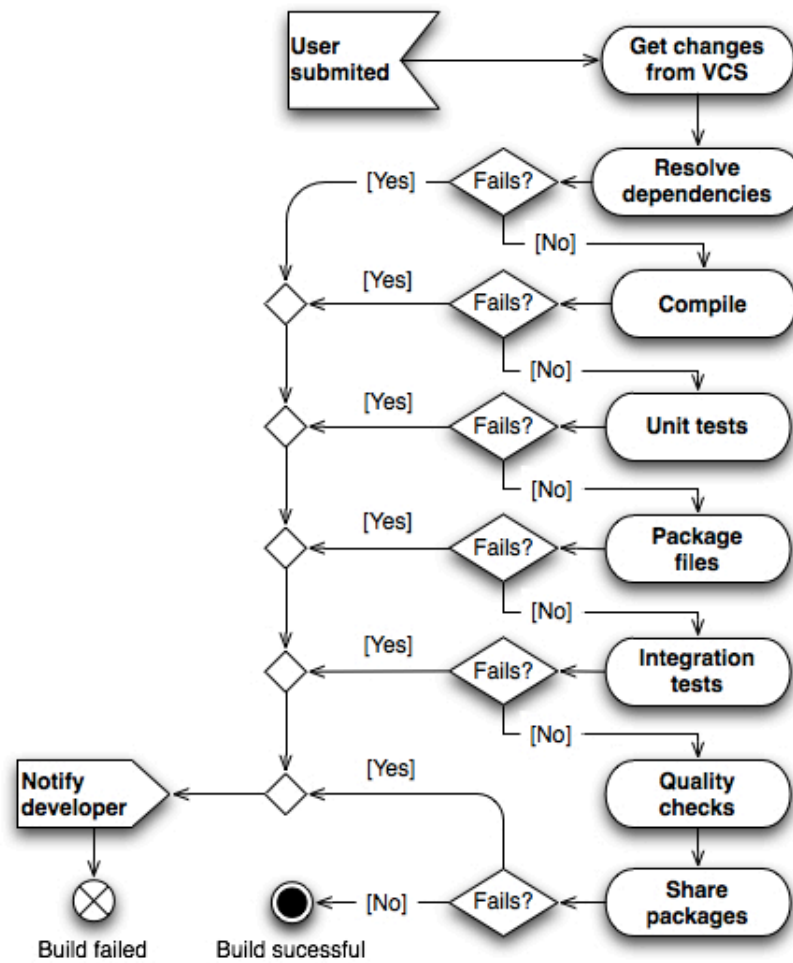 User
submited
Get changes
from VCS
Resolve
dependencies
Fails?
[Yes]
[No]
Compile
Fails?
[Yes]
[No]
Unit tests
Fails?
[Yes]
[No]
Package
files
Fails?
[Yes]
[No]
Integration
tests
Fails?
[Yes]
[No]
Quality
checks
Share
packages
Fails?
[Yes]
[No]
Notify
developer
Build failed
Build sucessful